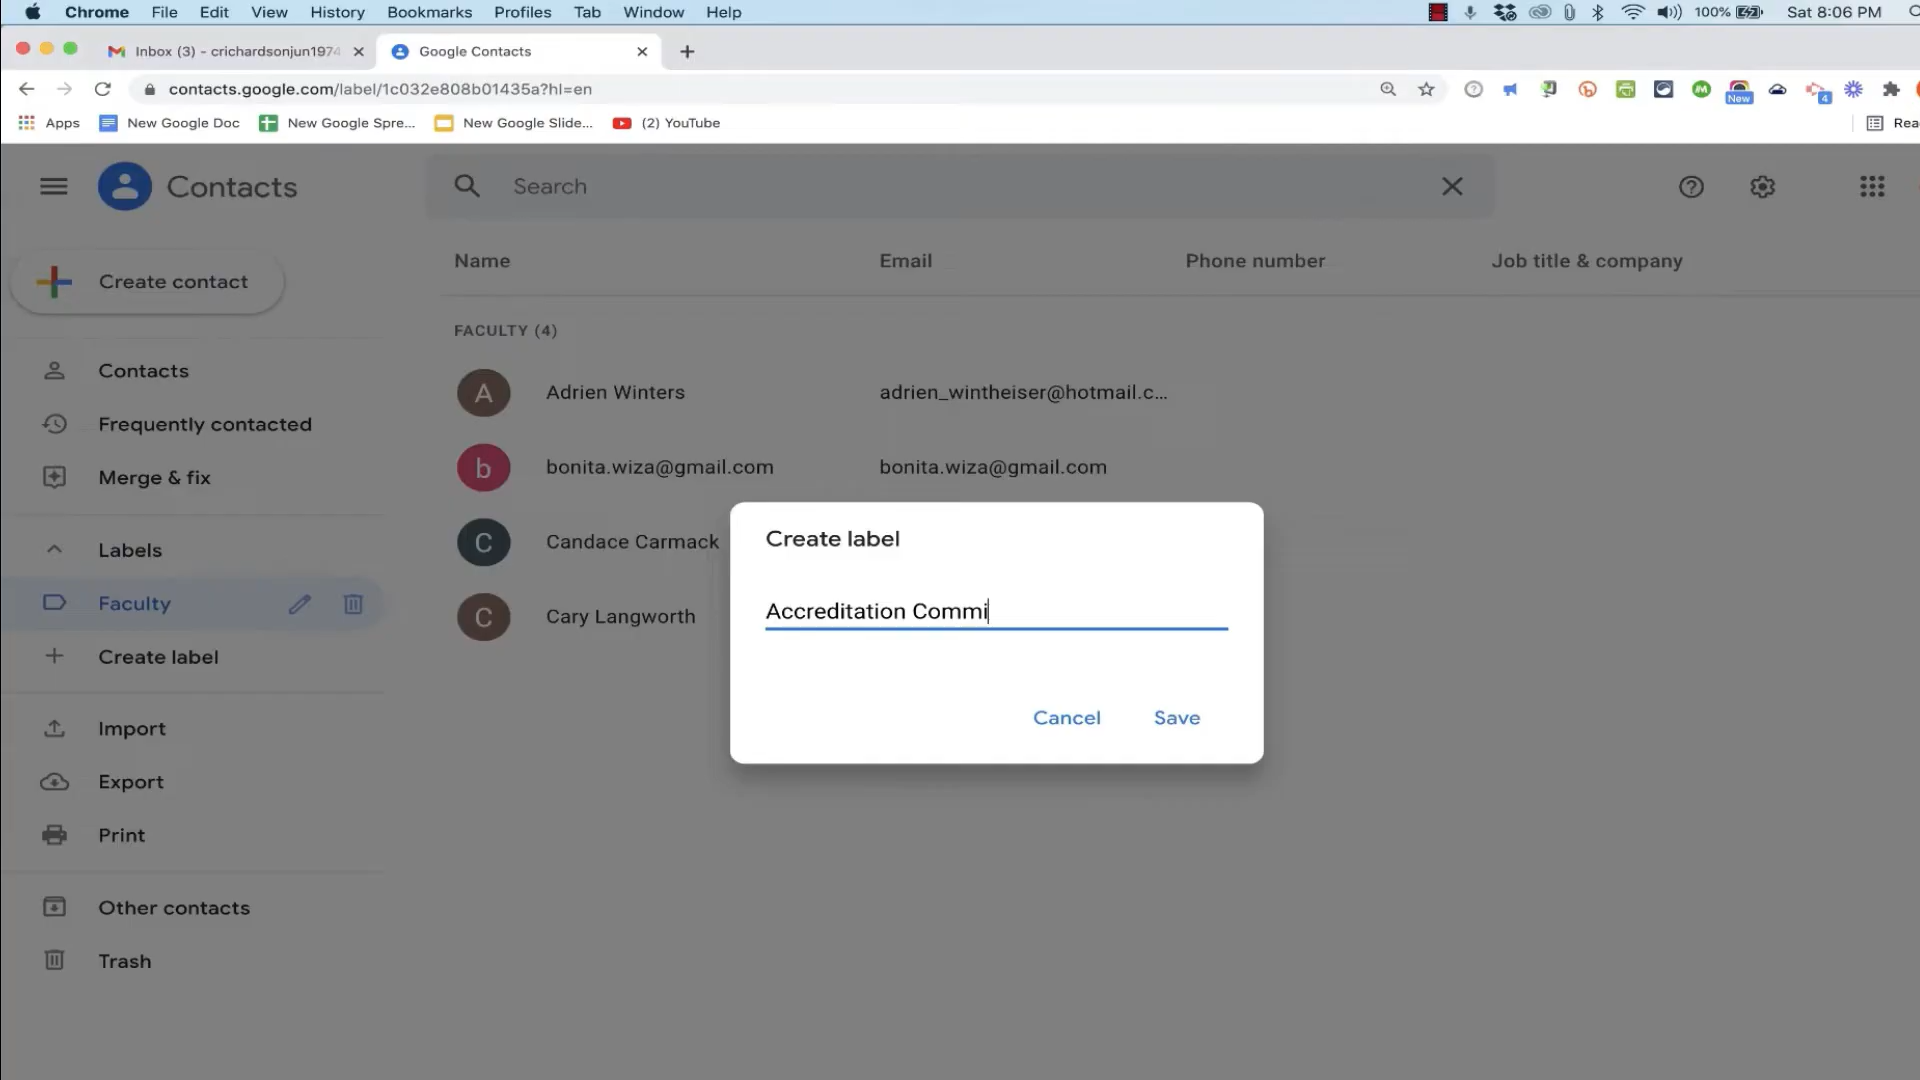 Chrome File Edit View History Bookmarks Profiles Tab Window Help 100% Sat 8:06 PM
Inbox (3) - crichardsonjun1974 Google Contacts
contacts.google.com/label/1c032e808b01435a?hl=en New 4
Apps New Google Doc New Google Spre... New Google Slide... (2) YouTube Rea
Contacts Search
Create contact
Contacts
Frequently contacted
Merge & fix
Labels
Faculty
Create label
Import
Export
Print
Other contacts
Trash
Name Email Phone number Job title & company
FACULTY (4)
A Adrien Winters adrien_wintheiser@hotmail.c...
b bonita.wiza@gmail.com bonita.wiza@gmail.com
C Candace Carmack
C Cary Langworth
Create label
Accreditation Commi
Cancel Save